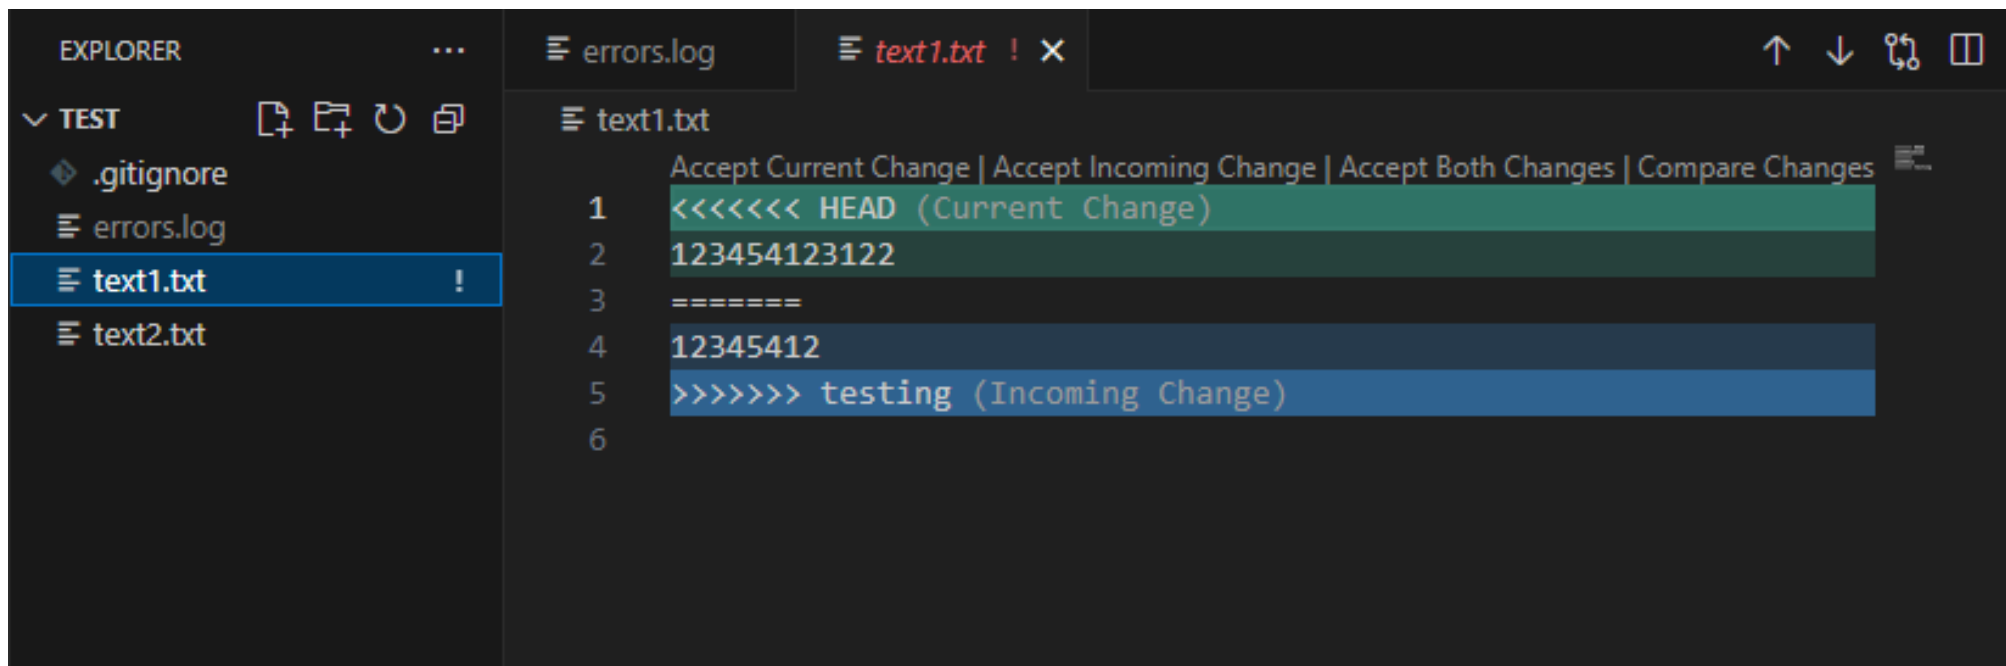 EXPLORER
TEST
.gitignore
errors.log
text1.txt !
text2.txt
errors.log
text1.txt !
text1.txt
Accept Current Change | Accept Incoming Change | Accept Both Changes | Compare Changes
1 <<<<<<< HEAD (Current Change)
2 123454123122
3 =======
4 12345412
5 >>>>>>> testing (Incoming Change)
6